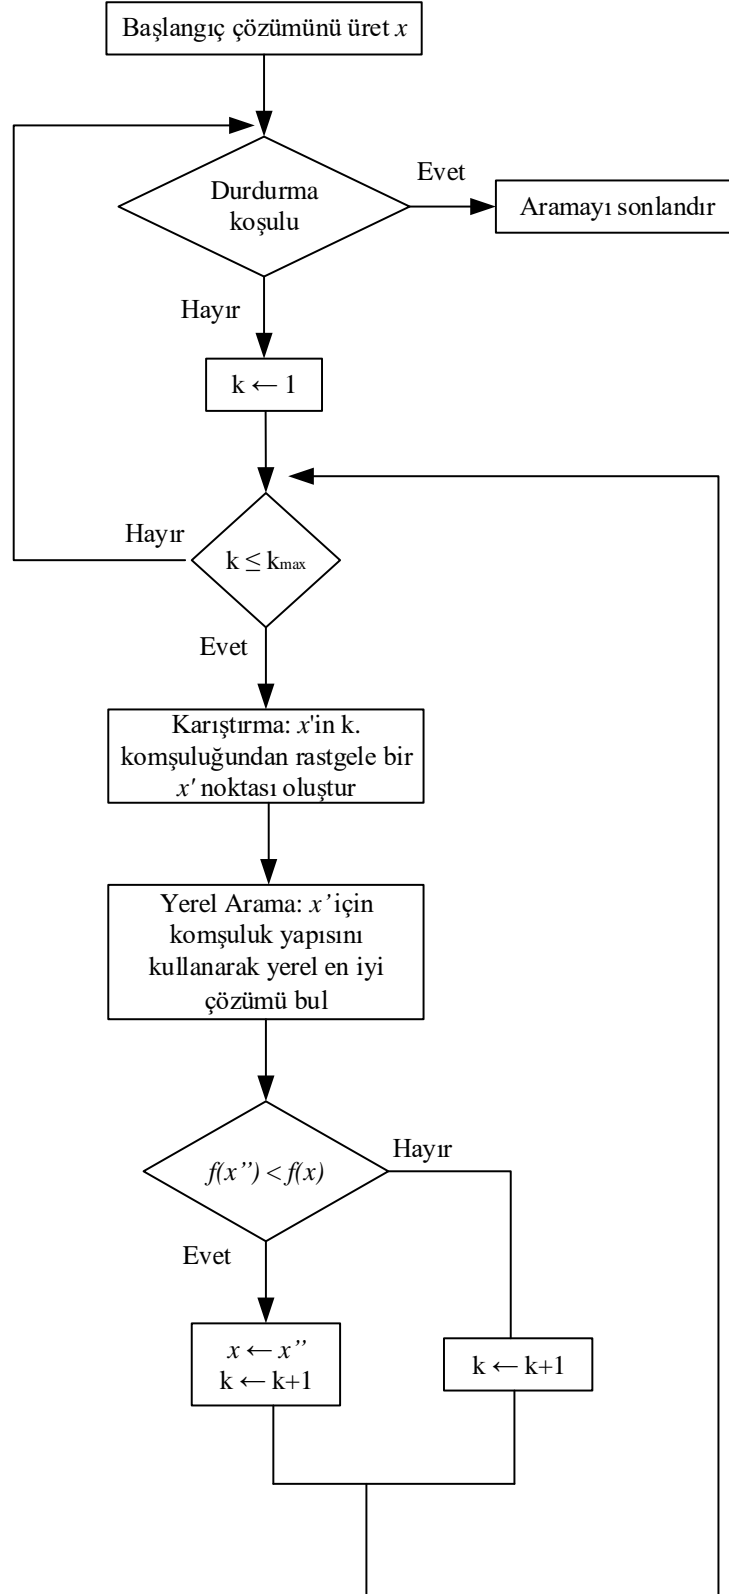 Başlangıç çözümünü üret x
Evet
Durdurma
koşulu
Aramayı sonlandır
Hayır
k ← 1
Hayır
k ≤ kmax
Evet
Karıştırma: x'in k.
komşuluğundan rastgele bir
x' noktası oluştur
Yerel Arama: x’ için
komşuluk yapısını
kullanarak yerel en iyi
çözümü bul
Hayır
f(x’’) < f(x)
Evet
x ← x’’
k ← k+1
k ← k+1